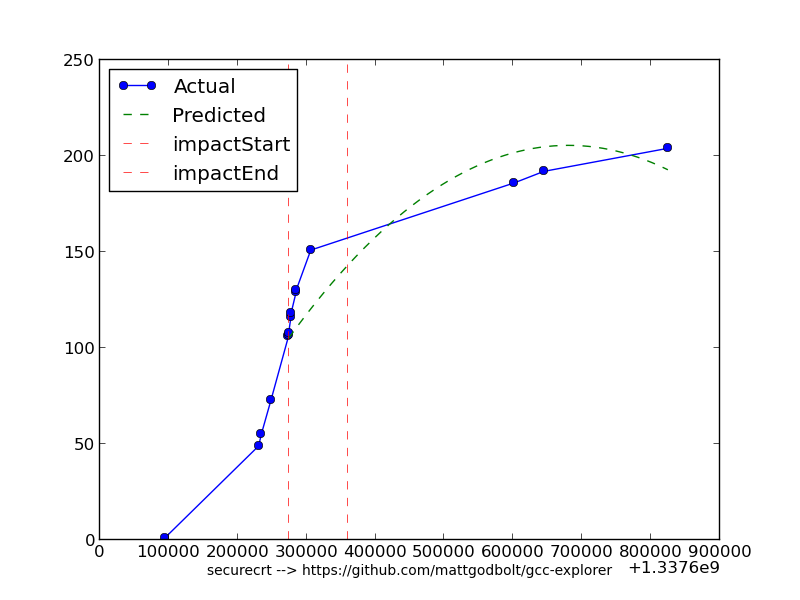 250
200
150
100
50
0
Actual
Predicted
impactStart
impactEnd
0 100000 200000 300000 400000 500000 600000 700000 800000 900000
securecrt --> https://github.com/mattgodbolt/gcc-explorer +1.3376e9